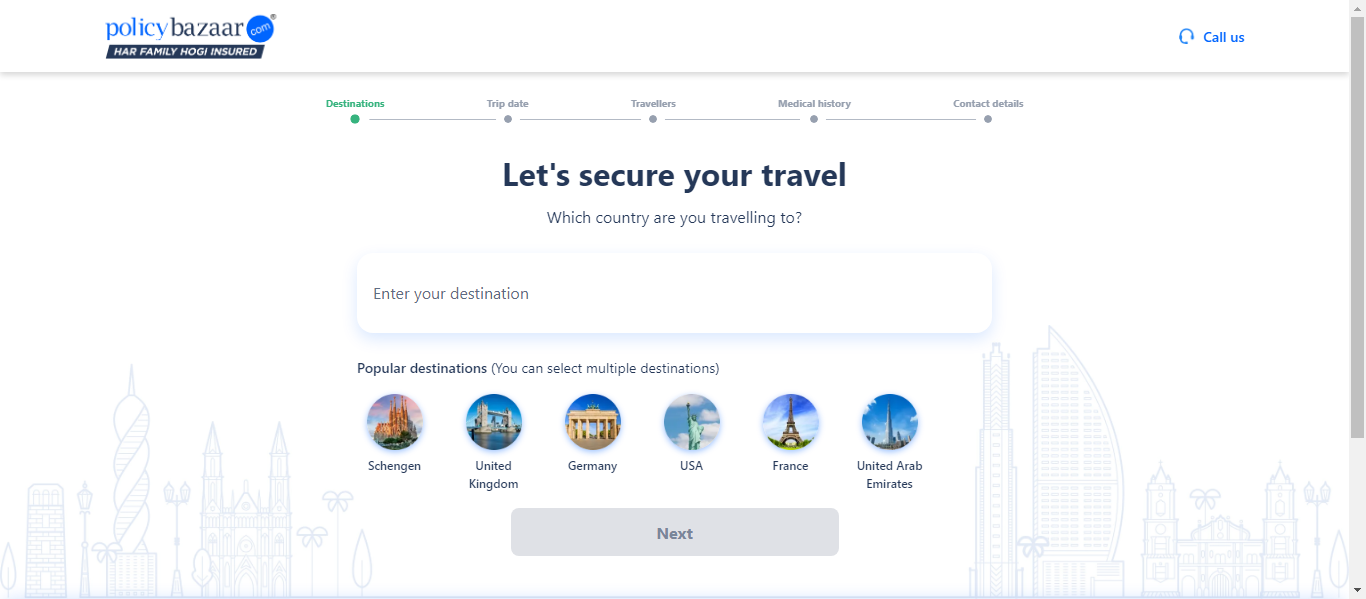 policybazaar.com®
HAR FAMILY HOGI INSURED
Call us
Destinations
Trip date
Travellers
Medical history
Contact details
Let's secure your travel
Which country are you travelling to?
Enter your destination
Popular destinations (You can select multiple destinations)
Schengen
United
Kingdom
Germany
USA
France
United Arab
Emirates
Next